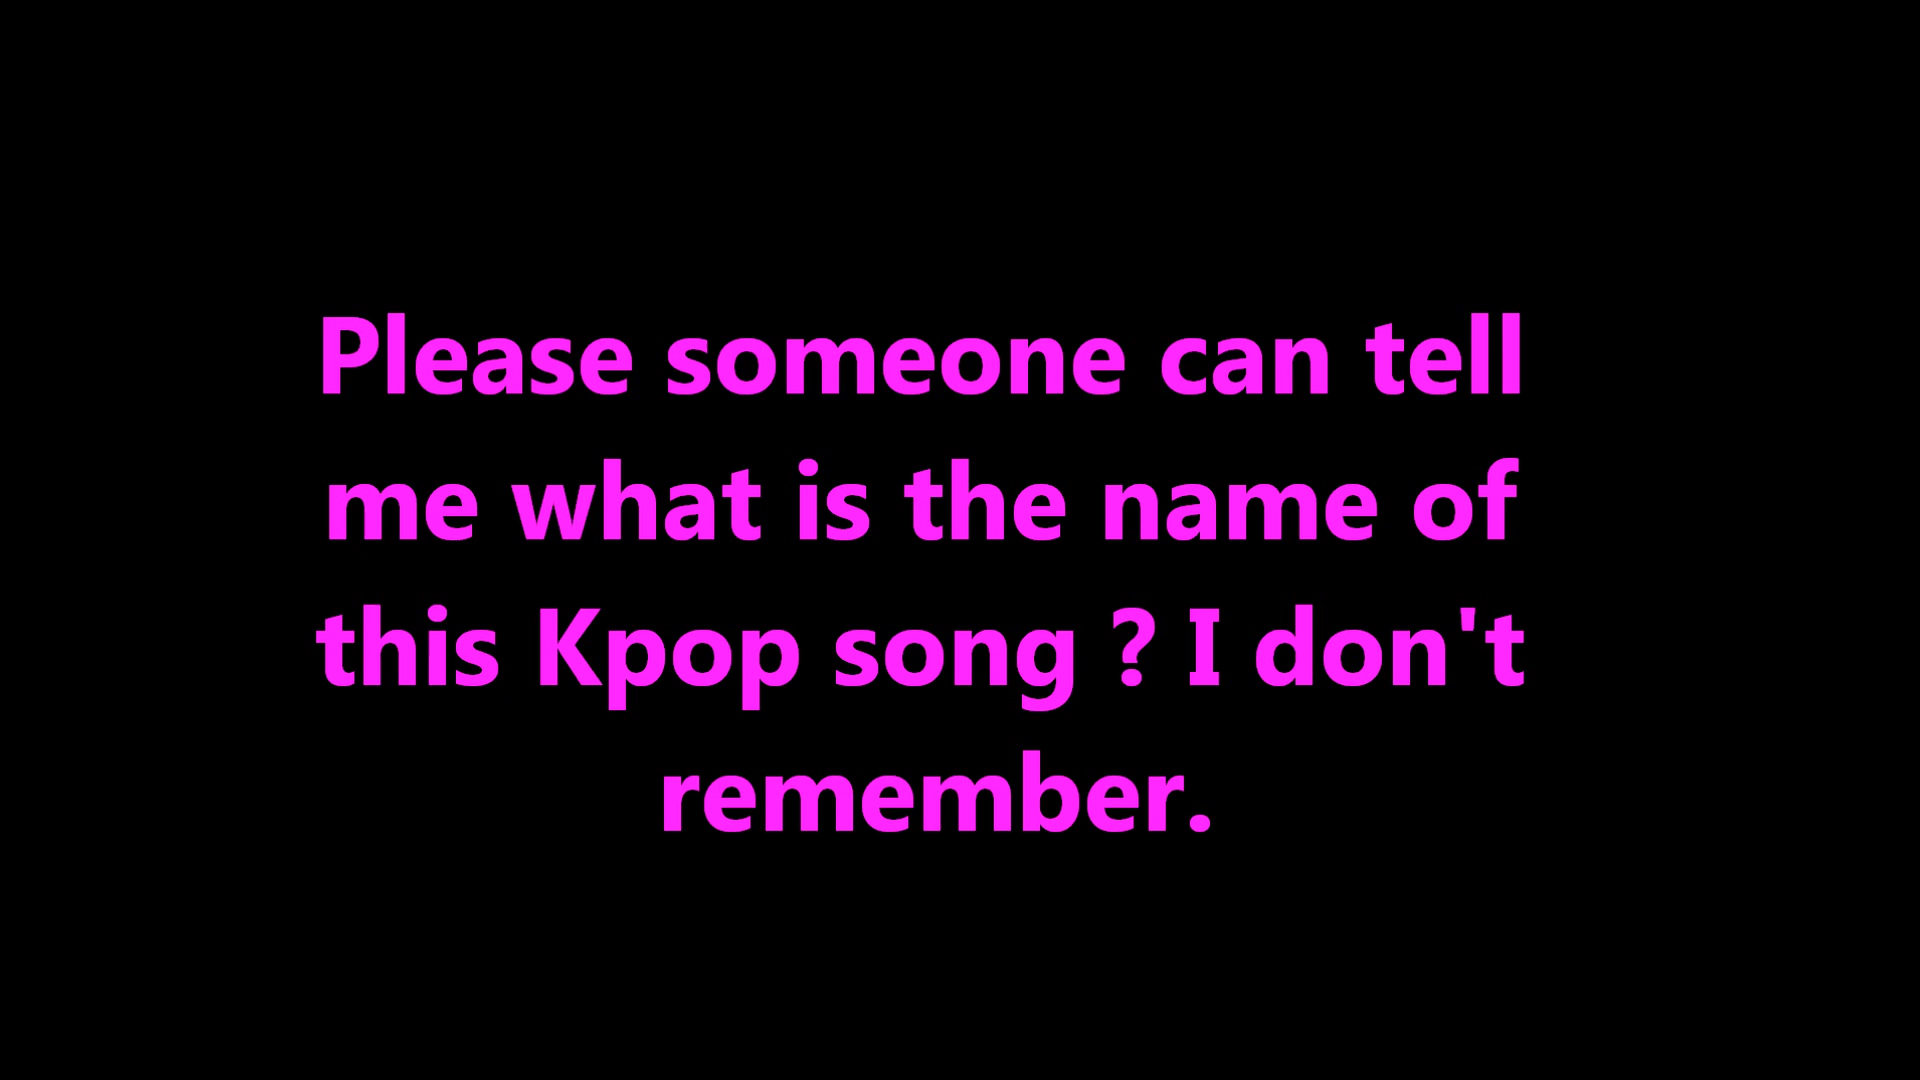 Please someone can tell
me what is the name of
this Kpop song ? I don't
remember.